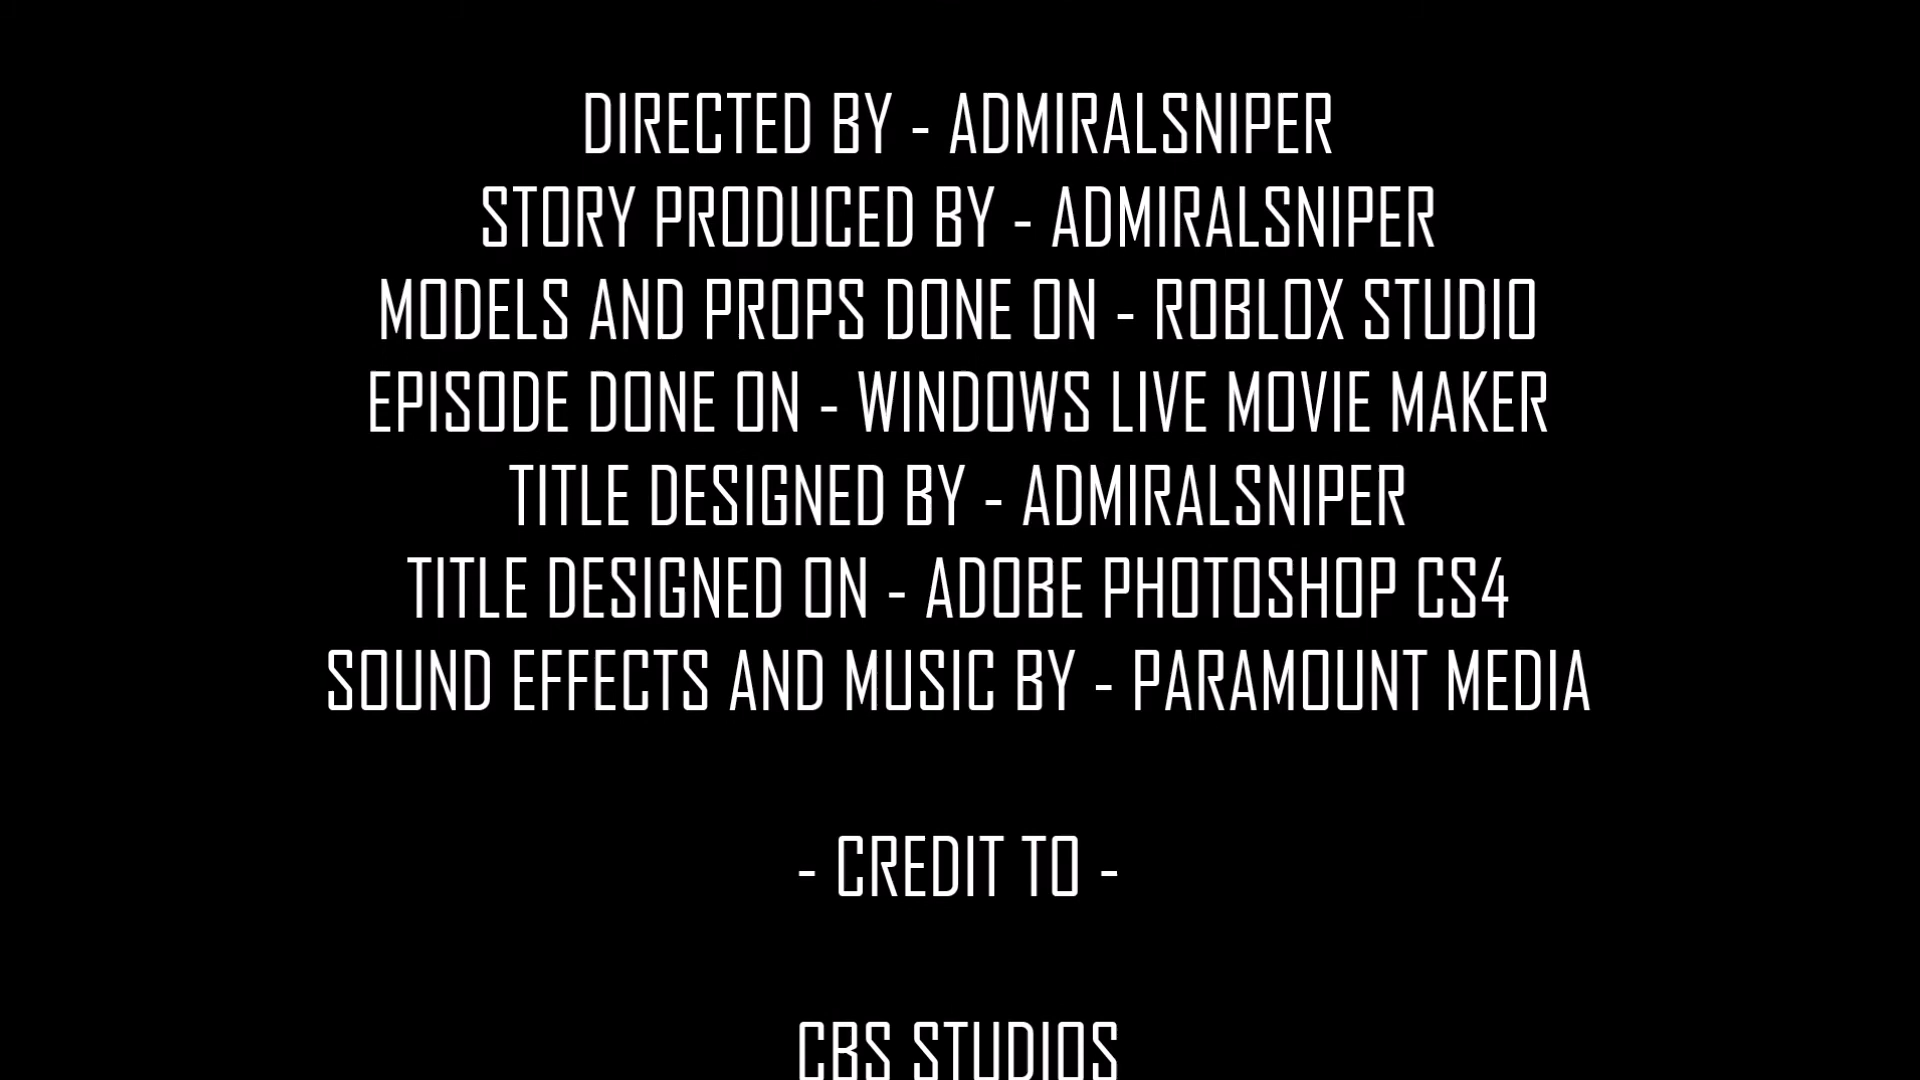 DIRECTED BY - ADMIRALSNIPER
STORY PRODUCED BY - ADMIRALSNIPER
MODELS AND PROPS DONE ON - ROBLOX STUDIO
EPISODE DONE ON - WINDOWS LIVE MOVIE MAKER
TITLE DESIGNED BY - ADMIRALSNIPER
TITLE DESIGNED ON - ADOBE PHOTOSHOP CS4
SOUND EFFECTS AND MUSIC BY - PARAMOUNT MEDIA
- CREDIT TO -
CBS STUDIOS